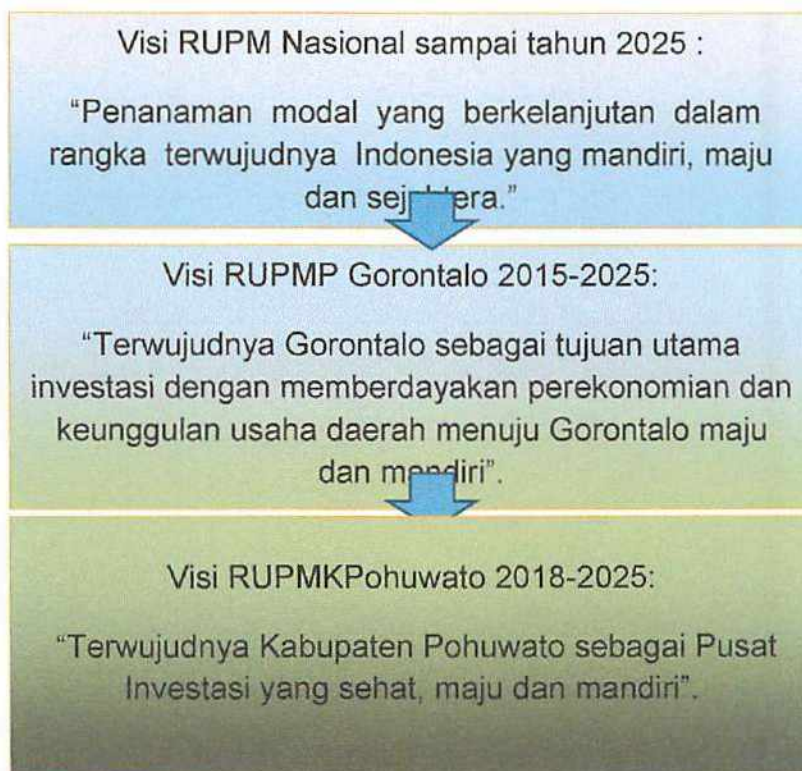 Visi RUPM Nasional sampai tahun 2025 :
“Penanaman modal yang berkelanjutan dalam
rangka terwujudnya Indonesia yang mandiri, maju
dan sejahtera.”
Visi RUPMP Gorontalo 2015-2025:
“Terwujudnya Gorontalo sebagai tujuan utama
investasi dengan memberdayakan perekonomian dan
keunggulan usaha daerah menuju Gorontalo maju
dan mandiri”.
Visi RUPMKPohuwato 2018-2025:
“Terwujudnya Kabupaten Pohuwato sebagai Pusat
Investasi yang sehat, maju dan mandiri”.